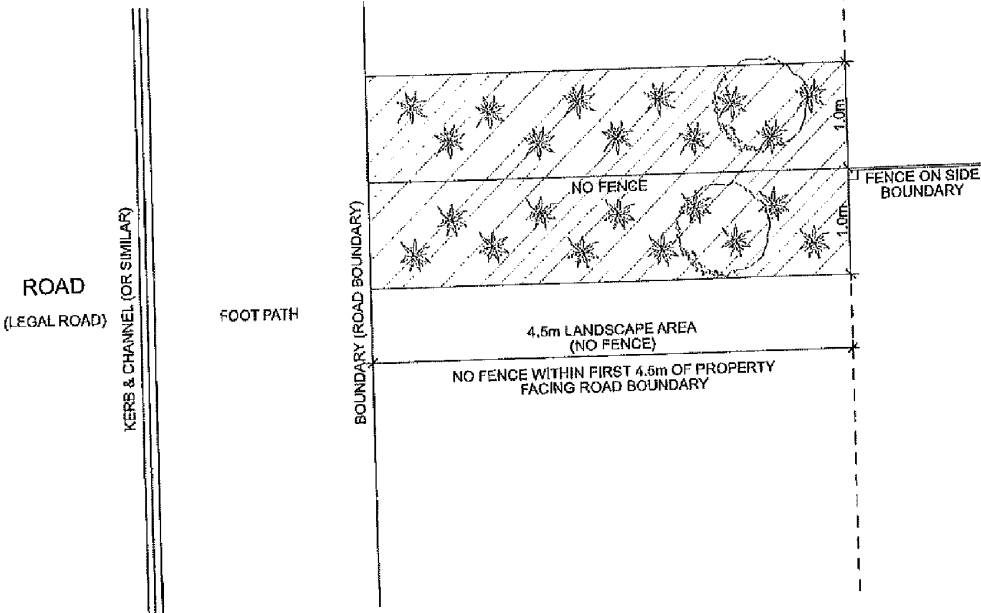 1.0m
NO FENCE
FENCE ON SIDE
BOUNDARY
1.0m
ROAD
(LEGAL ROAD)
KERB & CHANNEL (OR SIMILAR)
FOOT PATH
BOUNDARY (ROAD BOUNDARY)
4.5m LANDSCAPE AREA
(NO FENCE)
NO FENCE WITHIN FIRST 4.5m OF PROPERTY
FACING ROAD BOUNDARY